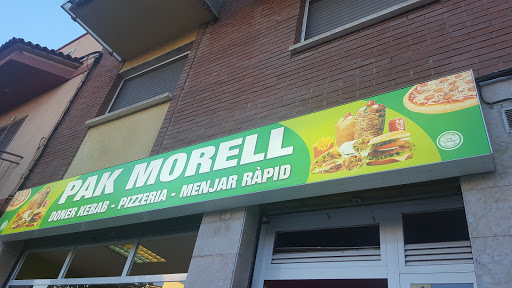 PAK MORELL
DONER KEBAB - PIZZERIA - MENJAR RÀPID